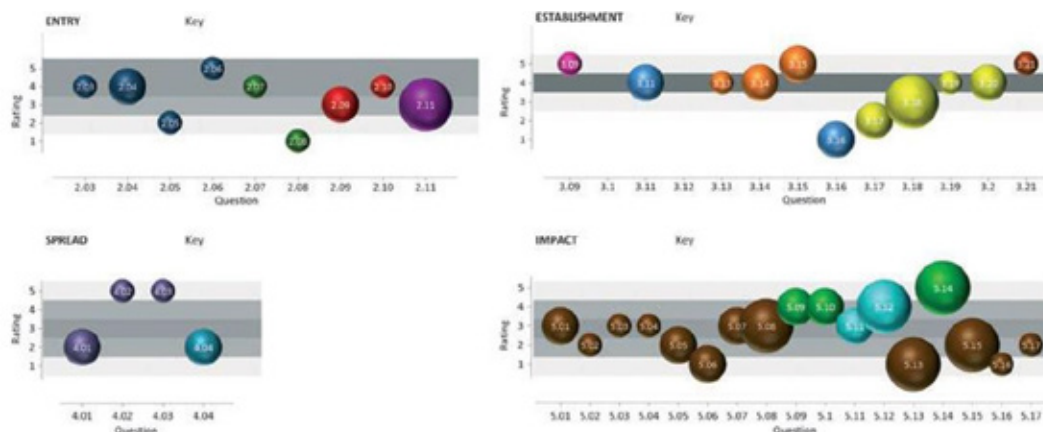 ENTRY Key
Rating
5
4
3
2
1
2.03 2.04 2.05 2.06 2.07 2.08 2.09 2.10 2.11
2.03 2.04 2.05 2.06 2.07 2.08 2.09 2.10 2.11
Question
ESTABLISHMENT Key
Rating
5
4
3
2
1
3.09 3.11 3.13 3.14 3.15 3.16 3.17 3.18 3.19 3.20 3.21
3.09 3.1 3.11 3.12 3.13 3.14 3.15 3.16 3.17 3.18 3.19 3.2 3.21
Question
SPREAD Key
Rating
5
4
3
2
1
4.01 4.02 4.03 4.04
4.01 4.02 4.03 4.04
Question
IMPACT Key
Rating
5
4
3
2
1
5.01 5.02 5.03 5.04 5.05 5.06 5.07 5.08 5.09 5.10 5.11 5.12 5.13 5.14 5.15 5.16 5.17
5.01 5.02 5.03 5.04 5.05 5.06 5.07 5.08 5.09 5.1 5.11 5.12 5.13 5.14 5.15 5.16 5.17
Question